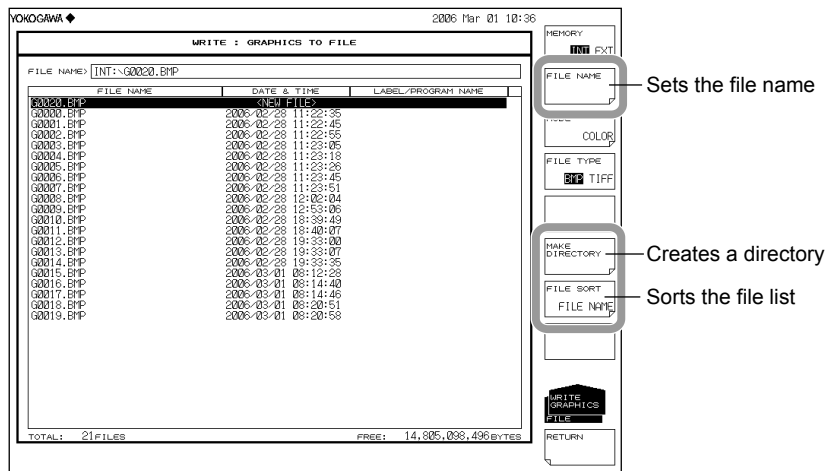 YOKOGAWA ◆ 2006 Mar 01 10:36
WRITE : GRAPHICS TO FILE
FILE NAME> INT:\G0020.BMP
FILE NAME DATE & TIME LABEL/PROGRAM NAME
G0020.BMP <NEW FILE>
G0000.BMP 2006/02/28 11:22:35
G0001.BMP 2006/02/28 11:22:45
G0002.BMP 2006/02/28 11:22:55
G0003.BMP 2006/02/28 11:23:05
G0004.BMP 2006/02/28 11:23:18
G0005.BMP 2006/02/28 11:23:26
G0006.BMP 2006/02/28 11:23:45
G0007.BMP 2006/02/28 11:23:51
G0008.BMP 2006/02/28 12:02:04
G0009.BMP 2006/02/28 12:53:06
G0010.BMP 2006/02/28 18:39:49
G0011.BMP 2006/02/28 18:40:07
G0012.BMP 2006/02/28 19:33:00
G0013.BMP 2006/02/28 19:33:07
G0014.BMP 2006/02/28 19:33:35
G0015.BMP 2006/03/01 08:12:28
G0016.BMP 2006/03/01 08:14:40
G0017.BMP 2006/03/01 08:14:46
G0018.BMP 2006/03/01 08:20:51
G0019.BMP 2006/03/01 08:20:58
TOTAL: 21FILES FREE: 14,805,098,496BYTES
MEMORY
INT EXT
FILE NAME
Sets the file name
COLOR
FILE TYPE
BMP TIFF
MAKE
DIRECTORY
Creates a directory
FILE SORT
FILE NAME
Sorts the file list
WRITE
GRAPHICS
FILE
RETURN